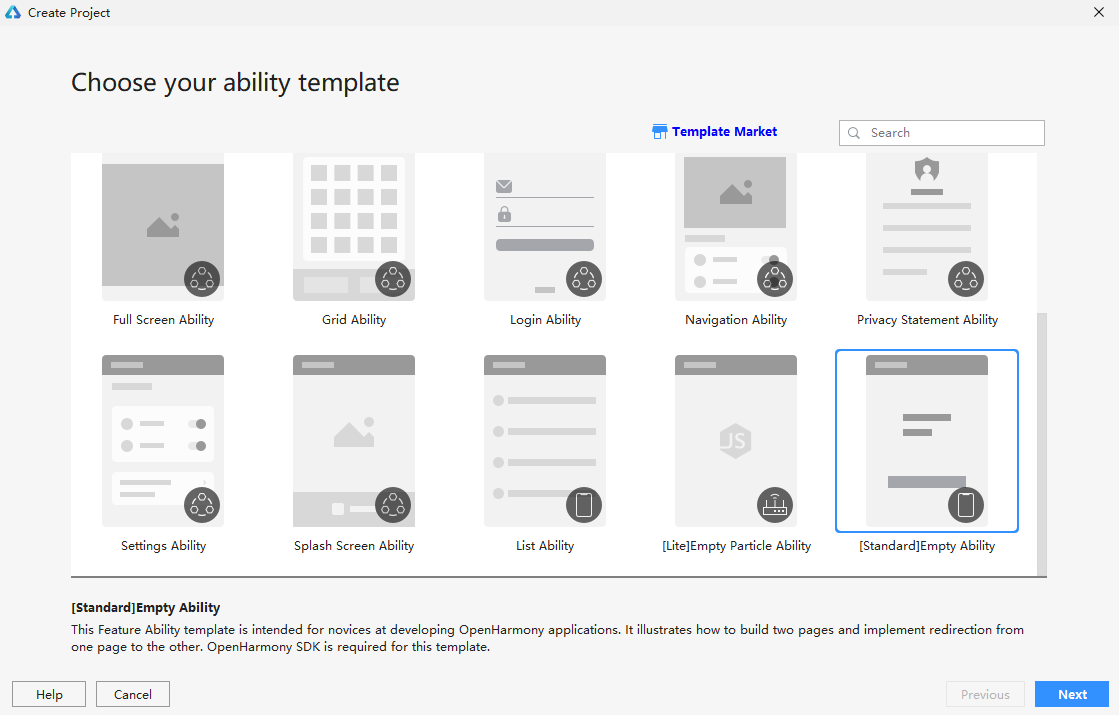 Create Project
Choose your ability template
Template Market
Search
Full Screen Ability
Grid Ability
Login Ability
Navigation Ability
Privacy Statement Ability
JS
Settings Ability
Splash Screen Ability
List Ability
[Lite]Empty Particle Ability
[Standard]Empty Ability
[Standard]Empty Ability
This Feature Ability template is intended for novices at developing OpenHarmony applications. It illustrates how to build two pages and implement redirection from
one page to the other. OpenHarmony SDK is required for this template.
Help
Cancel
Previous
Next